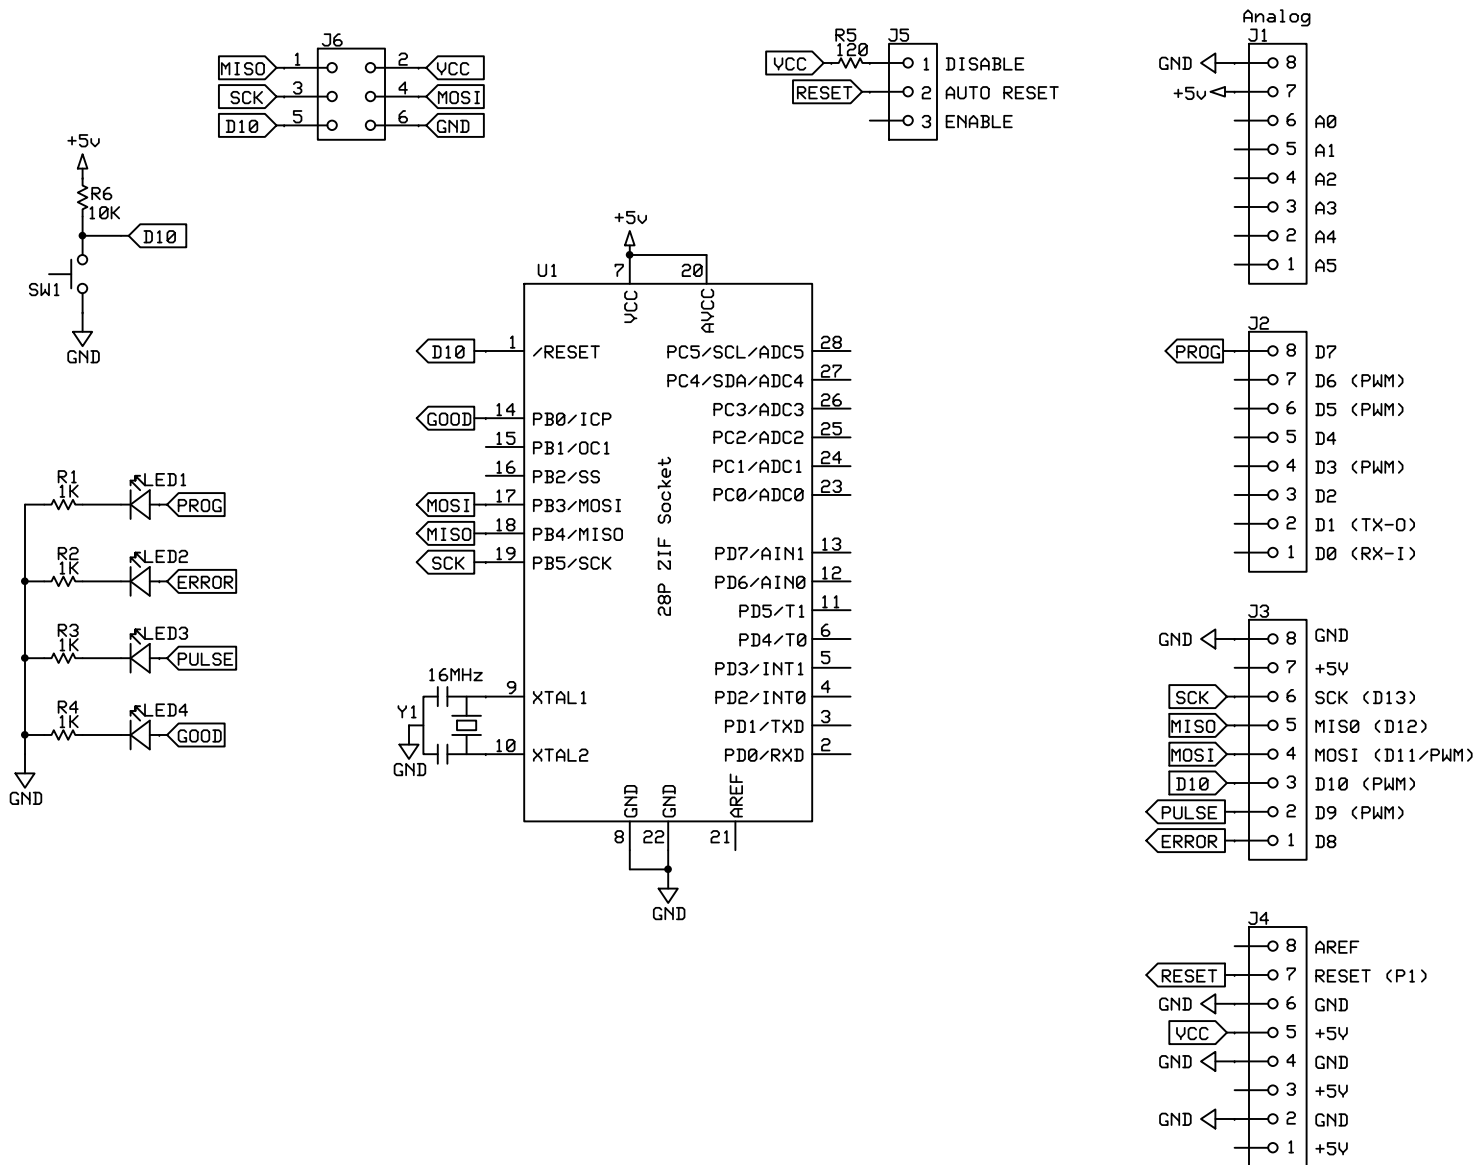 J6
MISO 1 2 VCC
SCK 3 4 MOSI
D10 5 6 GND
R5
120
J5
VCC 1 DISABLE
RESET 2 AUTO RESET
3 ENABLE
Analog
J1
GND 8
+5v 7
6 A0
5 A1
4 A2
3 A3
2 A4
1 A5
+5v
R6
10K
D10
SW1
GND
+5v
U1 7 20
VCC AVCC
D10 1 /RESET
GOOD 14 PB0/ICP
15 PB1/OC1
16 PB2/SS
MOSI 17 PB3/MOSI
MISO 18 PB4/MISO
SCK 19 PB5/SCK
16MHz
Y1
GND
9 XTAL1
10 XTAL2
28P ZIF Socket
PC5/SCL/ADC5 28
PC4/SDA/ADC4 27
PC3/ADC3 26
PC2/ADC2 25
PC1/ADC1 24
PC0/ADC0 23
PD7/AIN1 13
PD6/AIN0 12
PD5/T1 11
PD4/T0 6
PD3/INT1 5
PD2/INT0 4
PD1/TXD 3
PD0/RXD 2
GND GND AREF
8 22 21
GND
R1
1K
LED1
PROG
R2
1K
LED2
ERROR
R3
1K
LED3
PULSE
R4
1K
LED4
GOOD
GND
J2
PROG 8 D7
7 D6 (PWM)
6 D5 (PWM)
5 D4
4 D3 (PWM)
3 D2
2 D1 (TX-O)
1 D0 (RX-I)
J3
GND 8 GND
7 +5V
SCK 6 SCK (D13)
MISO 5 MIS0 (D12)
MOSI 4 MOSI (D11/PWM)
D10 3 D10 (PWM)
PULSE 2 D9 (PWM)
ERROR 1 D8
J4
8 AREF
RESET 7 RESET (P1)
GND 6 GND
VCC 5 +5V
GND 4 GND
3 +5V
GND 2 GND
1 +5V